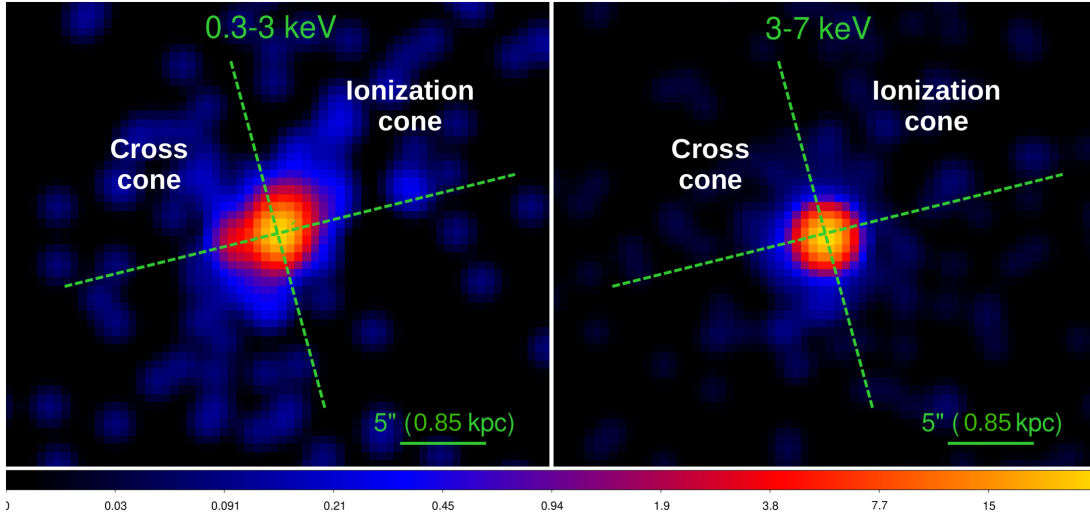 0.3-3 keV
Ionization
cone
Cross
cone
5" (0.85 kpc)
3-7 keV
Ionization
cone
Cross
cone
5" (0.85 kpc)
0 0.03 0.091 0.21 0.45 0.94 1.9 3.8 7.7 15